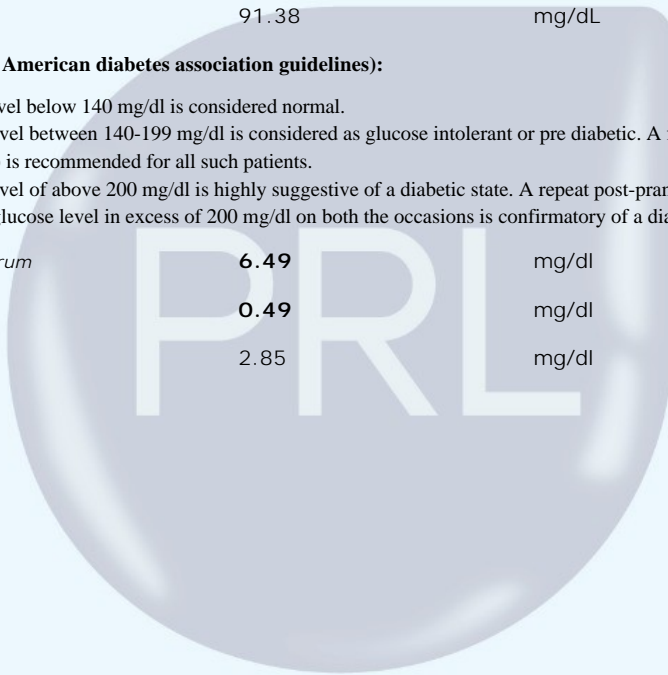 91.38 mg/dL
American diabetes association guidelines):
vel below 140 mg/dl is considered normal.
vel between 140-199 mg/dl is considered as glucose intolerant or pre diabetic. A
is recommended for all such patients.
vel of above 200 mg/dl is highly suggestive of a diabetic state. A repeat post-pran
glucose level in excess of 200 mg/dl on both the occasions is confirmatory of a dia
rum 6.49 mg/dl
0.49 mg/dl
2.85 mg/dl
PRL